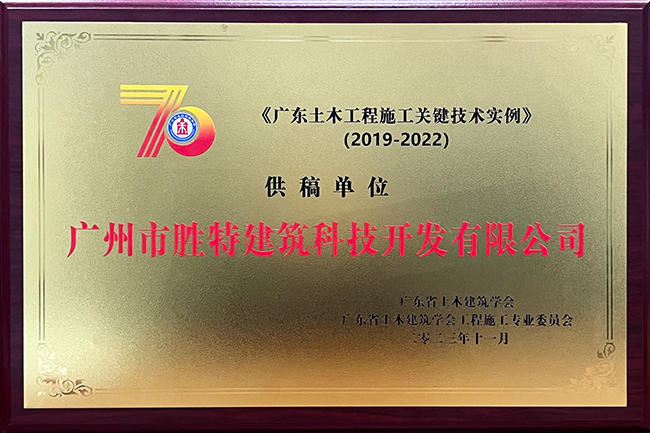 70
《广东土木工程施工关键技术实例》
(2019-2022)
供稿单位
广州市胜特建筑科技开发有限公司
广东省土木建筑学会
广东省土木建筑学会工程施工专业委员会
二零二三年十一月